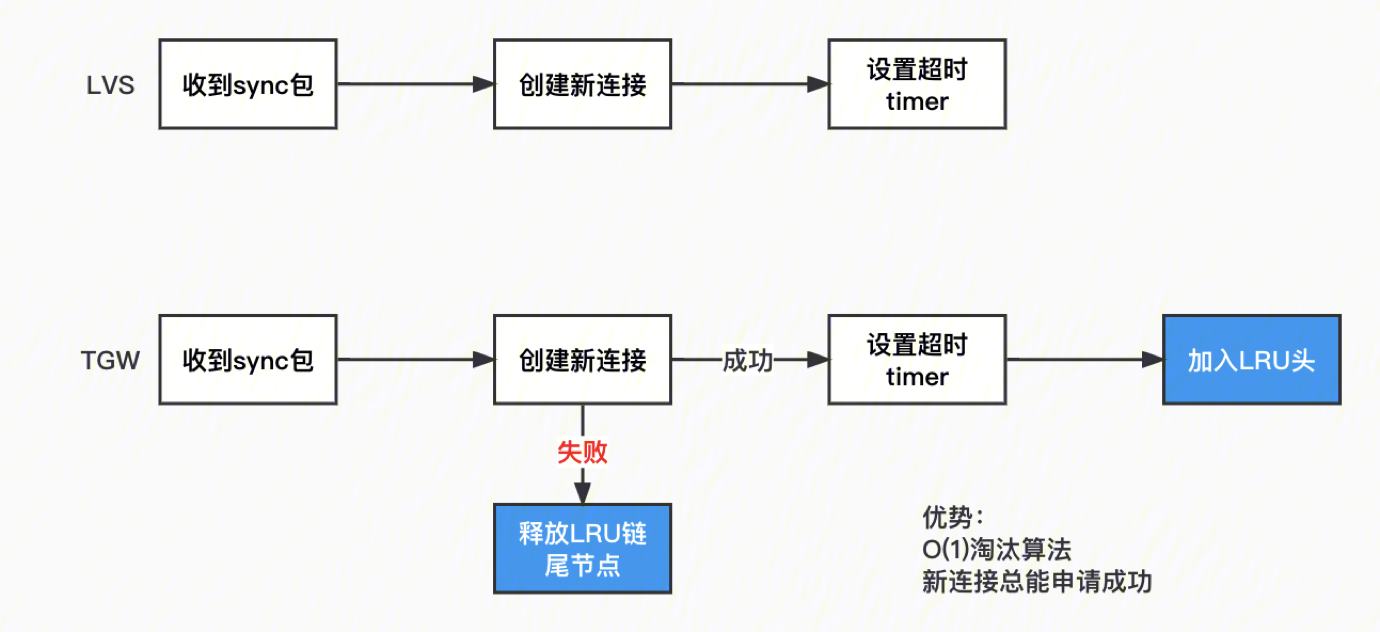 LVS
收到sync包
创建新连接
设置超时
timer
TGW
收到sync包
创建新连接
成功
设置超时
timer
加入LRU头
失败
释放LRU链
尾节点
优势：
O(1)淘汰算法
新连接总能申请成功